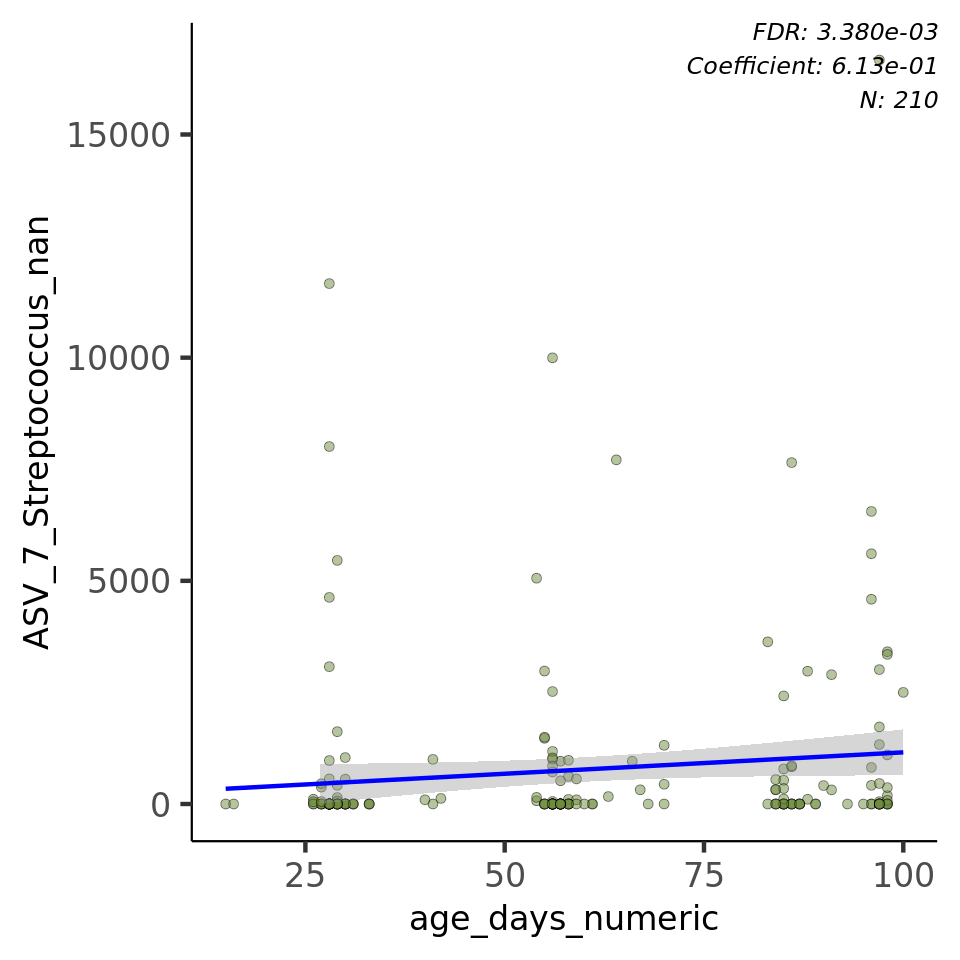 FDR: 3.380e-03
Coefficient: 6.13e-01
N: 210
15000
10000
5000
0
ASV_7_Streptococcus_nan
25 50 75 100
age_days_numeric